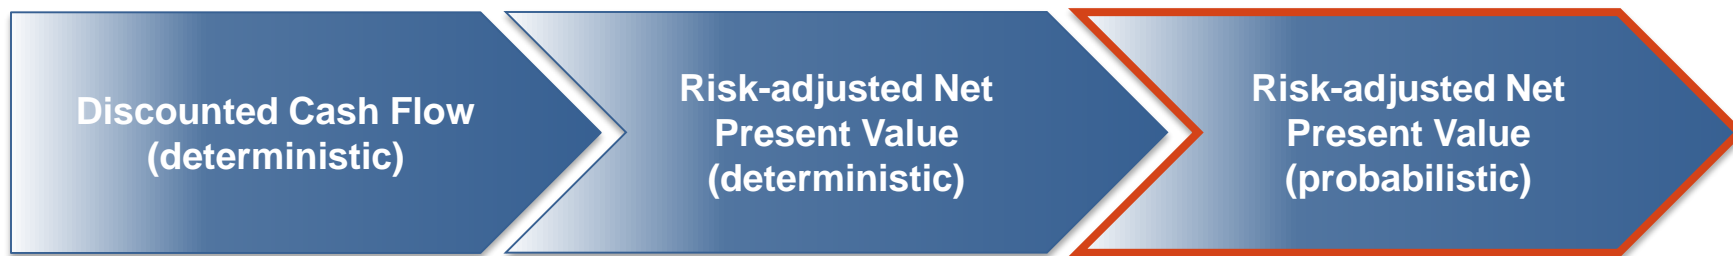 Discounted Cash Flow
(deterministic)
Risk-adjusted Net
Present Value
(deterministic)
Risk-adjusted Net
Present Value
(probabilistic)